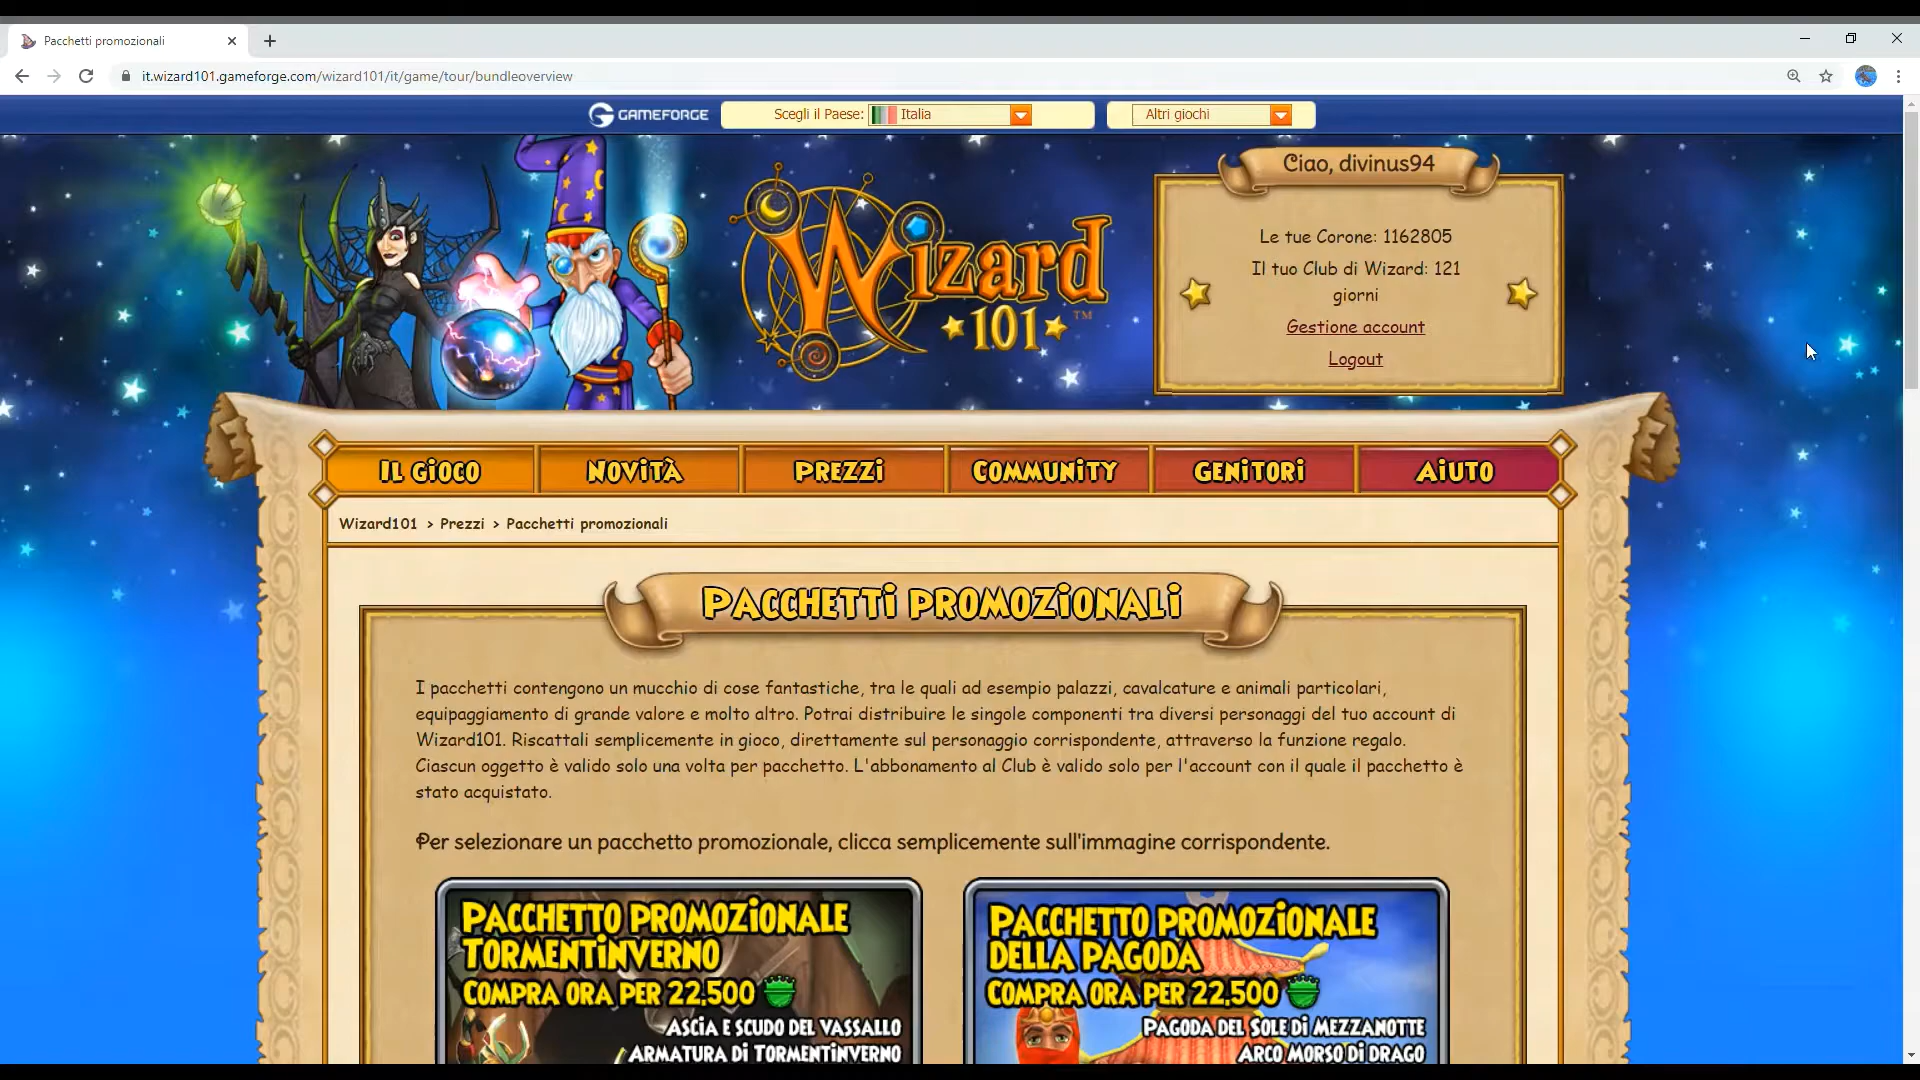 Pacchetti promozionali
it.wizard101.gameforge.com/wizard101/it/game/tour/bundleoverview
GAMEFORGE
Scegli il Paese: Italia
Altri giochi
Wizard
101™
Ciao, divinus94
Le tue Corone: 1162805
Il tuo Club di Wizard: 121
giorni
Gestione account
Logout
IL GIOCO
NOVITÀ
PREZZI
COMMUNITY
GENITORI
AIUTO
Wizard101 > Prezzi > Pacchetti promozionali
PACCHETTI PROMOZIONALI
I pacchetti contengono un mucchio di cose fantastiche, tra le quali ad esempio palazzi, cavalcature e animali particolari,
equipaggiamento di grande valore e molto altro. Potrai distribuire le singole componenti tra diversi personaggi del tuo account di
Wizard101. Riscattali semplicemente in gioco, direttamente sul personaggio corrispondente, attraverso la funzione regalo.
Ciascun oggetto è valido solo una volta per pacchetto. L'abbonamento al Club è valido solo per l'account con il quale il pacchetto è
stato acquistato.
Per selezionare un pacchetto promozionale, clicca semplicemente sull'immagine corrispondente.
PACCHETTO PROMOZIONALE
TORMENTINVERNO
COMPRA ORA PER 22.500
ASCIA E SCUDO DEL VASSALLO
ARMATURA DI TORMENTINVERNO
PACCHETTO PROMOZIONALE
DELLA PAGODA
COMPRA ORA PER 22.500
PAGODA DEL SOLE DI MEZZANOTTE
ARCO MORSO DI DRAGO